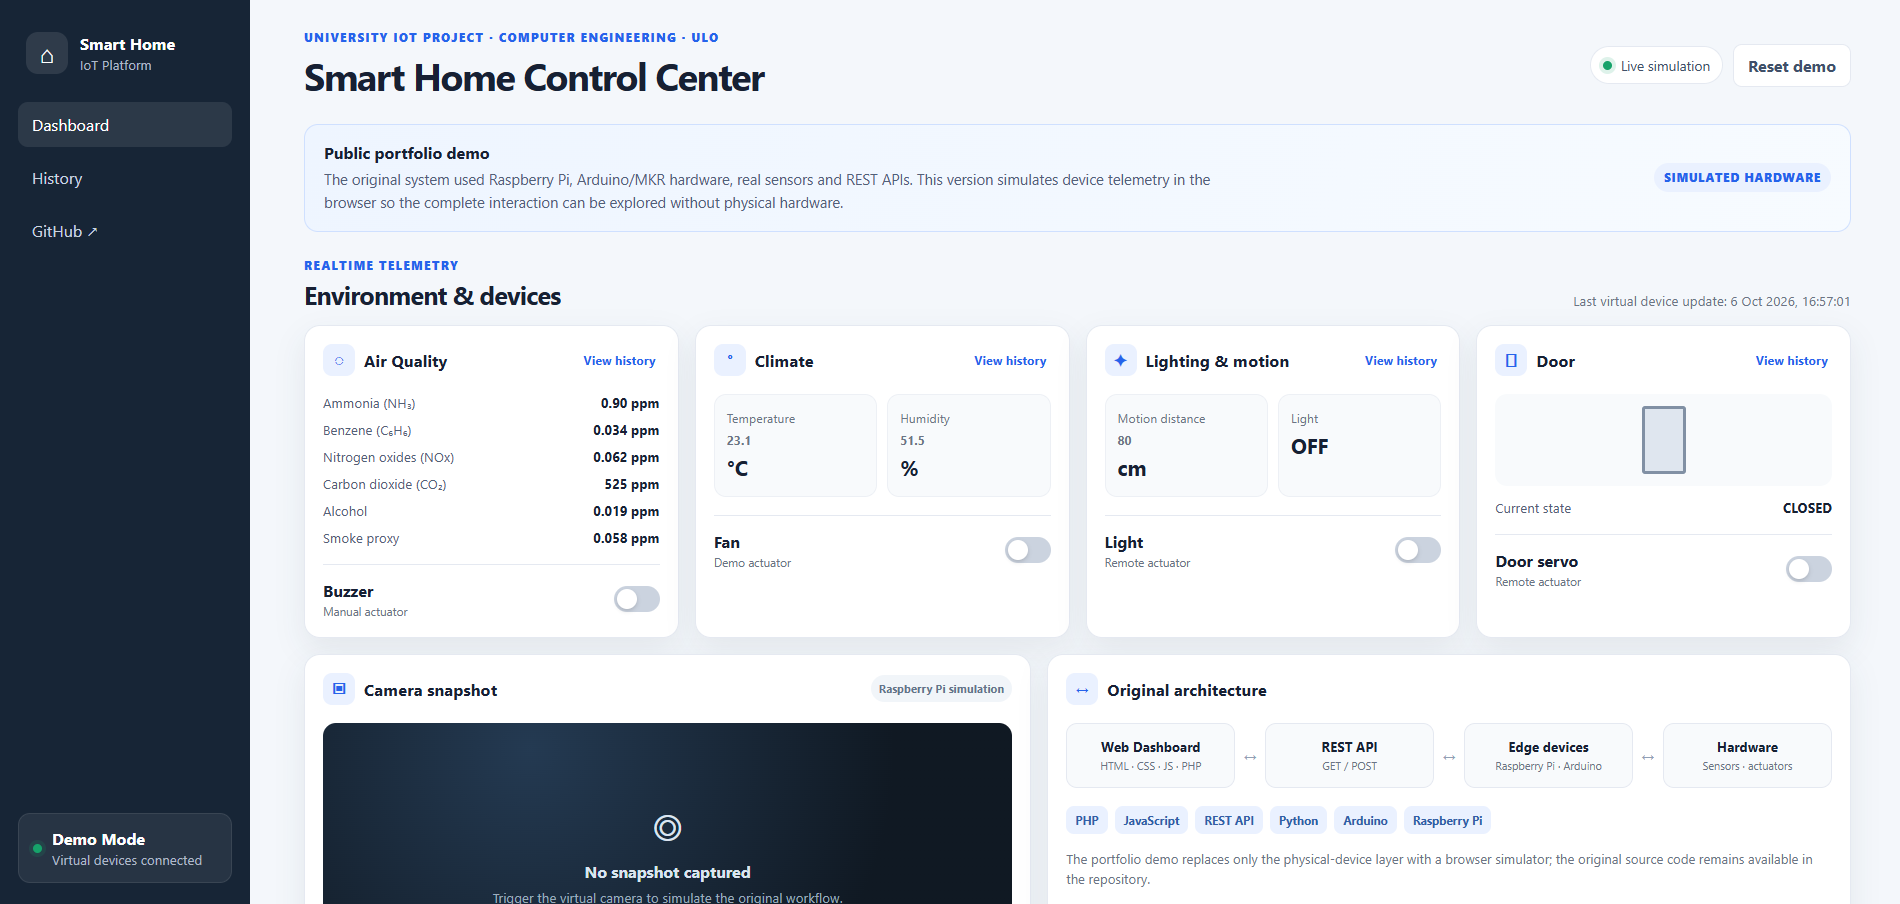 Smart Home
IoT Platform
Dashboard
History
GitHub ↗
Demo Mode
Virtual devices connected
UNIVERSITY IOT PROJECT · COMPUTER ENGINEERING · ULO
Smart Home Control Center
Live simulation
Reset demo
Public portfolio demo
The original system used Raspberry Pi, Arduino/MKR hardware, real sensors and REST APIs. This version simulates device telemetry in the
browser so the complete interaction can be explored without physical hardware.
SIMULATED HARDWARE
REALTIME TELEMETRY
Environment & devices
Last virtual device update: 6 Oct 2026, 16:57:01
Air Quality
View history
Ammonia (NH₃) 0.90 ppm
Benzene (C₆H₆) 0.034 ppm
Nitrogen oxides (NOx) 0.062 ppm
Carbon dioxide (CO₂) 525 ppm
Alcohol 0.019 ppm
Smoke proxy 0.058 ppm
Buzzer
Manual actuator
Climate
View history
Temperature
23.1
°C
Humidity
51.5
%
Fan
Demo actuator
Lighting & motion
View history
Motion distance
80
cm
Light
OFF
Light
Remote actuator
Door
View history
Current state CLOSED
Door servo
Remote actuator
Camera snapshot
Raspberry Pi simulation
No snapshot captured
Trigger the virtual camera to simulate the original workflow.
Original architecture
Web Dashboard
HTML · CSS · JS · PHP
↔
REST API
GET / POST
↔
Edge devices
Raspberry Pi · Arduino
↔
Hardware
Sensors · actuators
PHP
JavaScript
REST API
Python
Arduino
Raspberry Pi
The portfolio demo replaces only the physical-device layer with a browser simulator; the original source code remains available in
the repository.